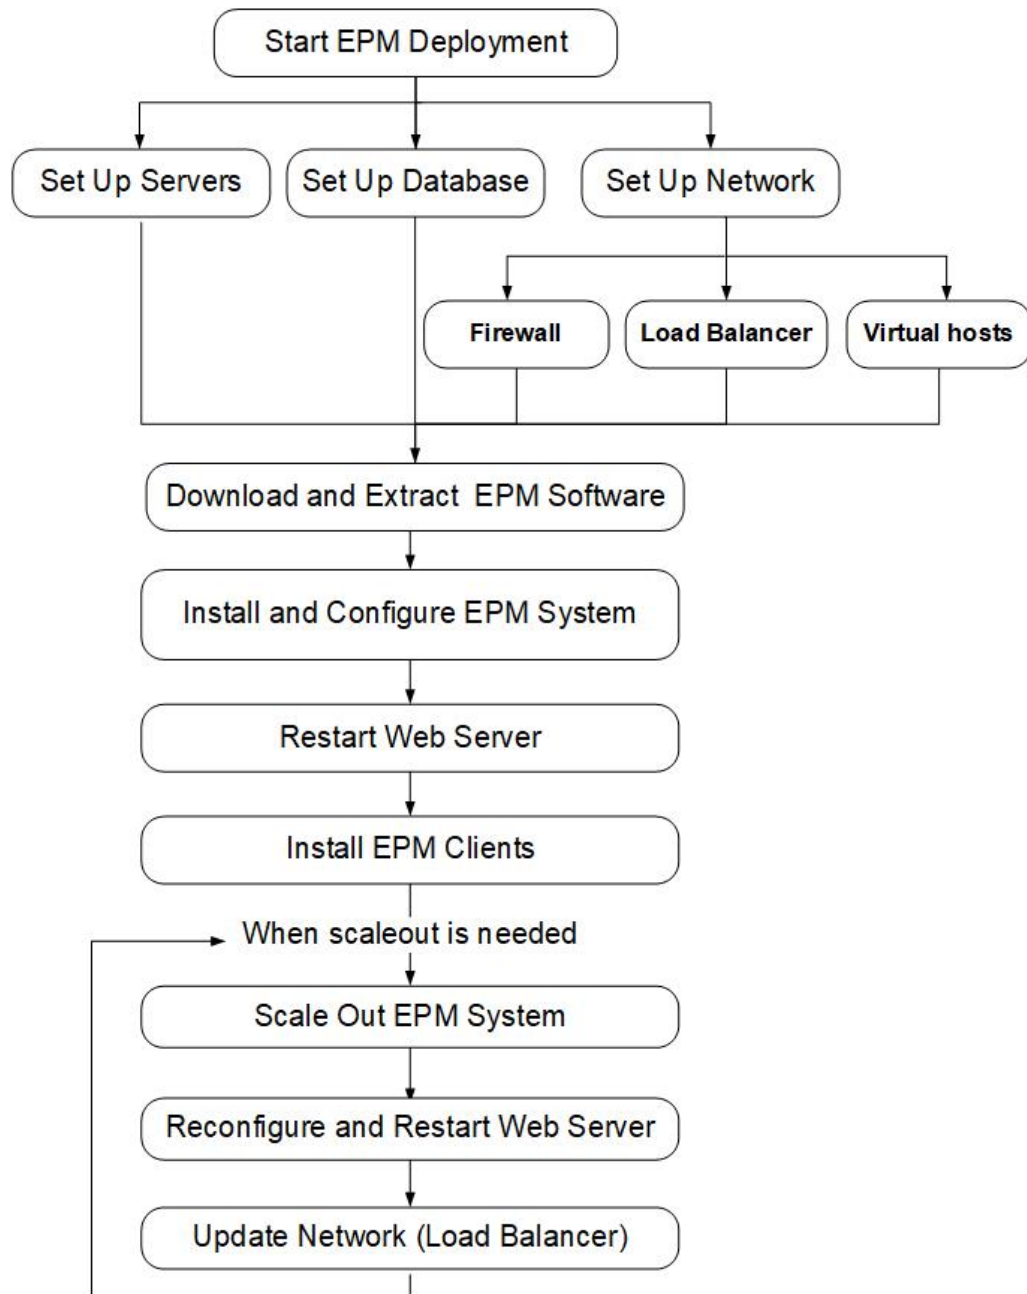 Start EPM Deployment
Set Up Servers
Set Up Database
Set Up Network
Firewall
Load Balancer
Virtual hosts
Download and Extract EPM Software
Install and Configure EPM System
Restart Web Server
Install EPM Clients
When scaleout is needed
Scale Out EPM System
Reconfigure and Restart Web Server
Update Network (Load Balancer)